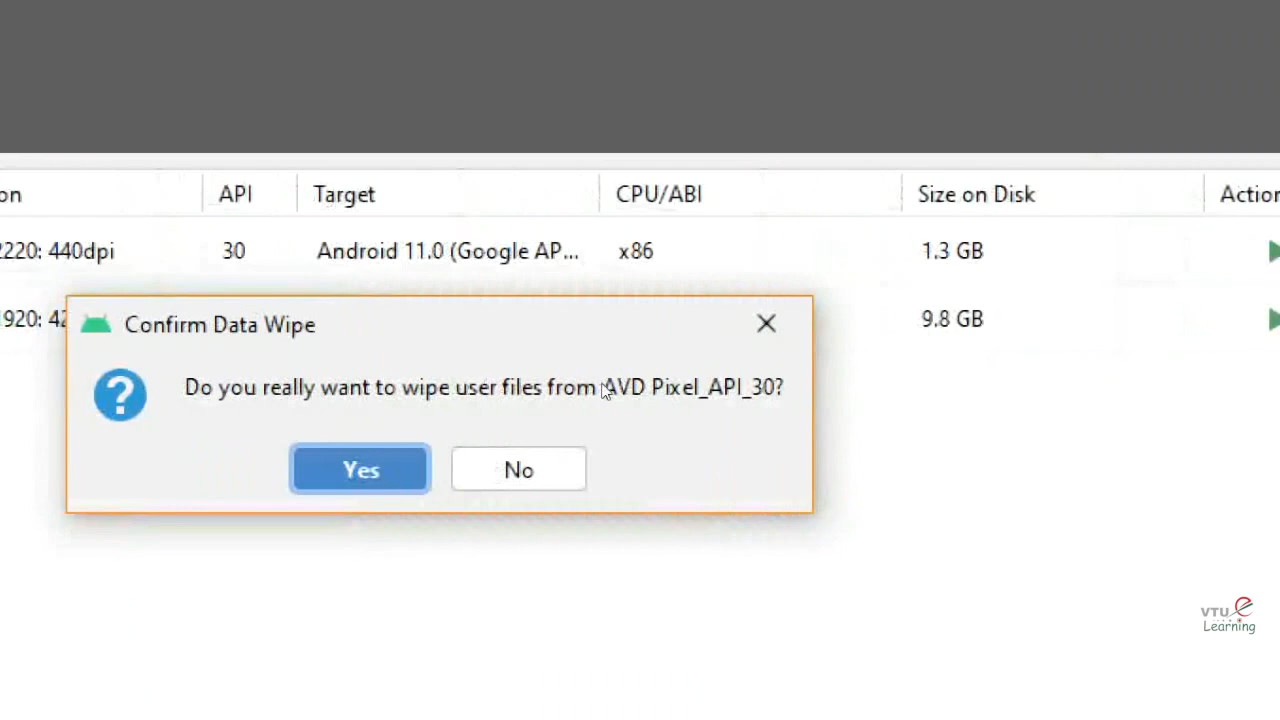 on API Target CPU/ABI Size on Disk Action
2220: 440dpi 30 Android 11.0 (Google AP... x86 1.3 GB
1920: 42 9.8 GB
Confirm Data Wipe
Do you really want to wipe user files from AVD Pixel_API_30?
Yes No
VTU e
Learning